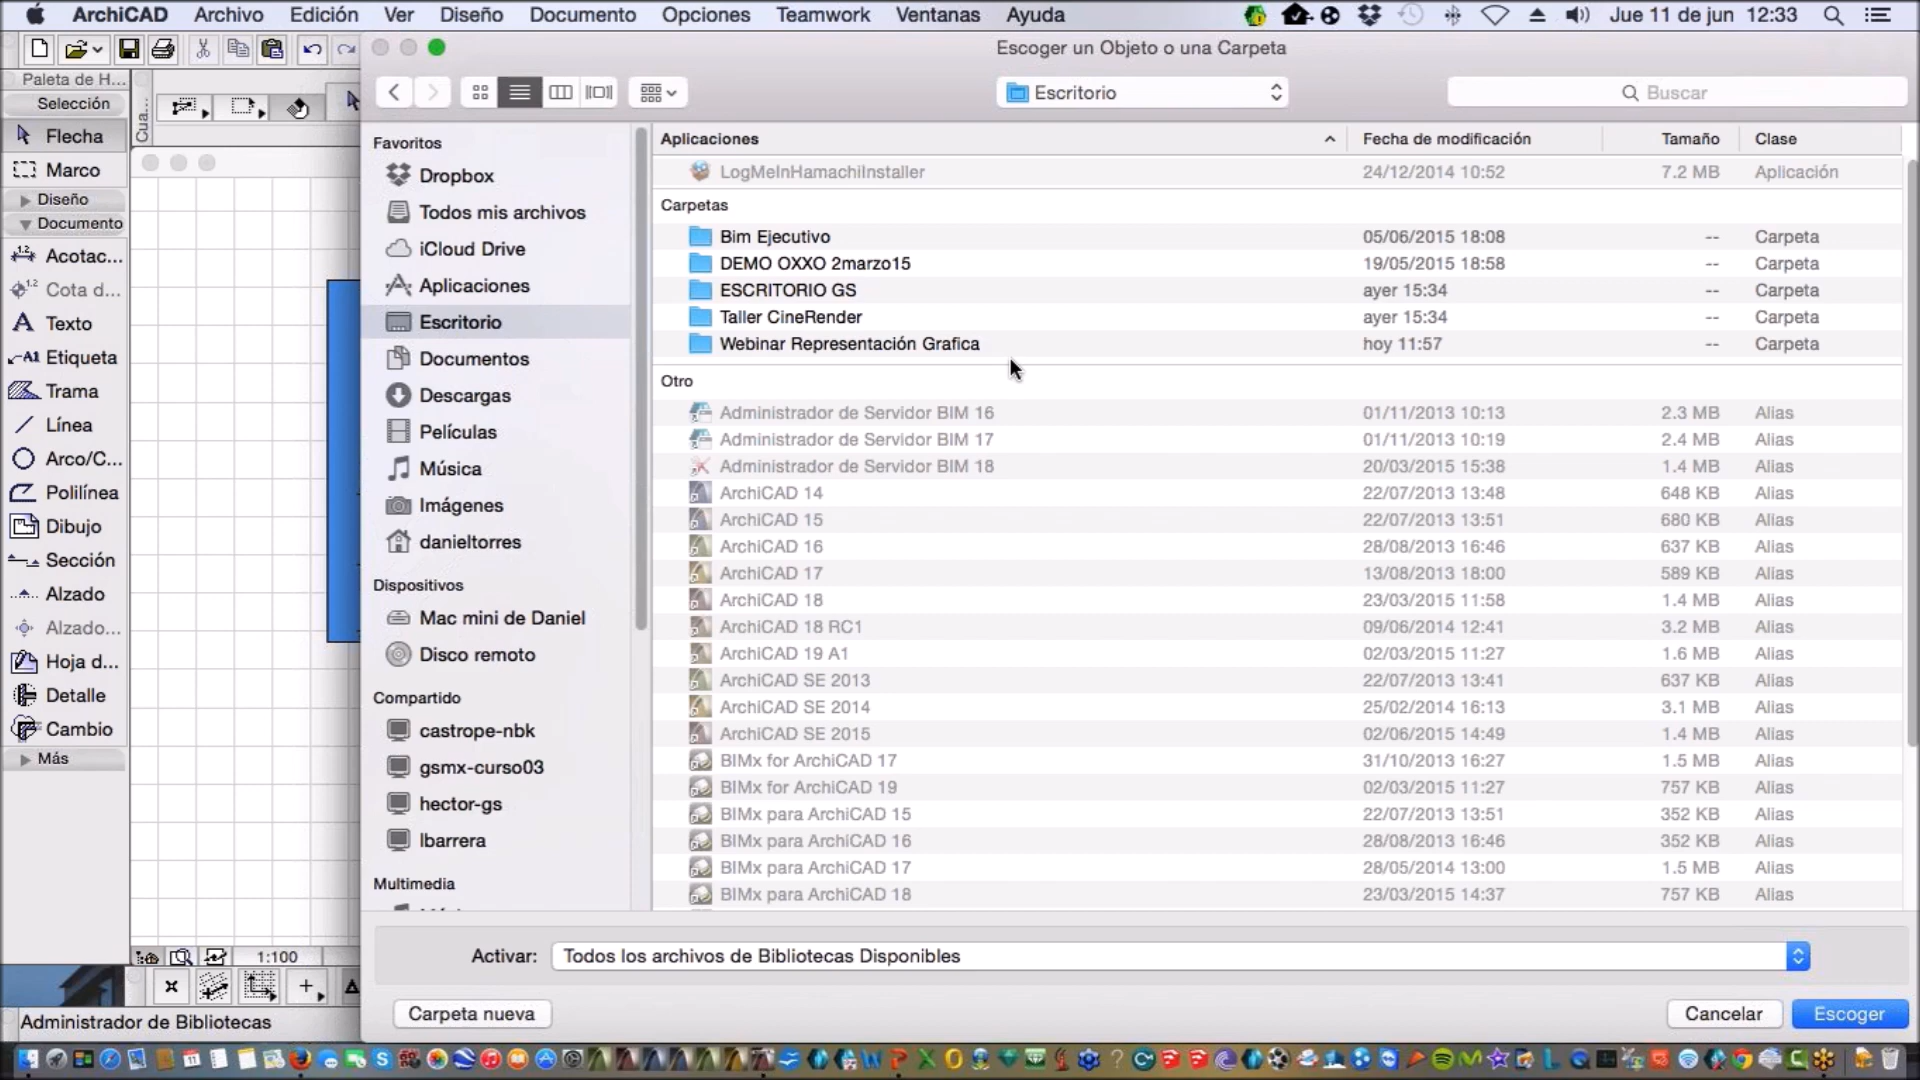 ArchiCAD Archivo Edición Ver Diseño Documento Opciones Teamwork Ventanas Ayuda Jue 11 de jun 12:33
Escoger un Objeto o una Carpeta
Paleta de H...
Selección
Cua...
Flecha
Marco
Diseño
Documento
Acotac...
Cota d...
Texto
Etiqueta
Trama
Línea
Arco/C...
Polilínea
Dibujo
Sección
Alzado
Alzado...
Hoja d...
Detalle
Cambio
Más
1:100
Administrador de Bibliotecas
Escritorio
Buscar
Favoritos
Dropbox
Todos mis archivos
iCloud Drive
Aplicaciones
Escritorio
Documentos
Descargas
Películas
Música
Imágenes
danieltorres
Dispositivos
Mac mini de Daniel
Disco remoto
Compartido
castrope-nbk
gsmx-curso03
hector-gs
lbarrera
Multimedia
Aplicaciones Fecha de modificación Tamaño Clase
LogMeInHamachiInstaller 24/12/2014 10:52 7.2 MB Aplicación
Carpetas
Bim Ejecutivo 05/06/2015 18:08 -- Carpeta
DEMO OXXO 2marzo15 19/05/2015 18:58 -- Carpeta
ESCRITORIO GS ayer 15:34 -- Carpeta
Taller CineRender ayer 15:34 -- Carpeta
Webinar Representación Grafica hoy 11:57 -- Carpeta
Otro
Administrador de Servidor BIM 16 01/11/2013 10:13 2.3 MB Alias
Administrador de Servidor BIM 17 01/11/2013 10:19 2.4 MB Alias
Administrador de Servidor BIM 18 20/03/2015 15:38 1.4 MB Alias
ArchiCAD 14 22/07/2013 13:48 648 KB Alias
ArchiCAD 15 22/07/2013 13:51 680 KB Alias
ArchiCAD 16 28/08/2013 16:46 637 KB Alias
ArchiCAD 17 13/08/2013 18:00 589 KB Alias
ArchiCAD 18 23/03/2015 11:58 1.4 MB Alias
ArchiCAD 18 RC1 09/06/2014 12:41 3.2 MB Alias
ArchiCAD 19 A1 02/03/2015 11:27 1.6 MB Alias
ArchiCAD SE 2013 22/07/2013 13:41 637 KB Alias
ArchiCAD SE 2014 25/02/2014 16:13 3.1 MB Alias
ArchiCAD SE 2015 02/06/2015 14:49 1.4 MB Alias
BIMx for ArchiCAD 17 31/10/2013 16:27 1.5 MB Alias
BIMx for ArchiCAD 19 02/03/2015 11:27 757 KB Alias
BIMx para ArchiCAD 15 22/07/2013 13:51 352 KB Alias
BIMx para ArchiCAD 16 28/08/2013 16:46 352 KB Alias
BIMx para ArchiCAD 17 28/05/2014 13:00 1.5 MB Alias
BIMx para ArchiCAD 18 23/03/2015 14:37 757 KB Alias
Activar: Todos los archivos de Bibliotecas Disponibles
Carpeta nueva Cancelar Escoger